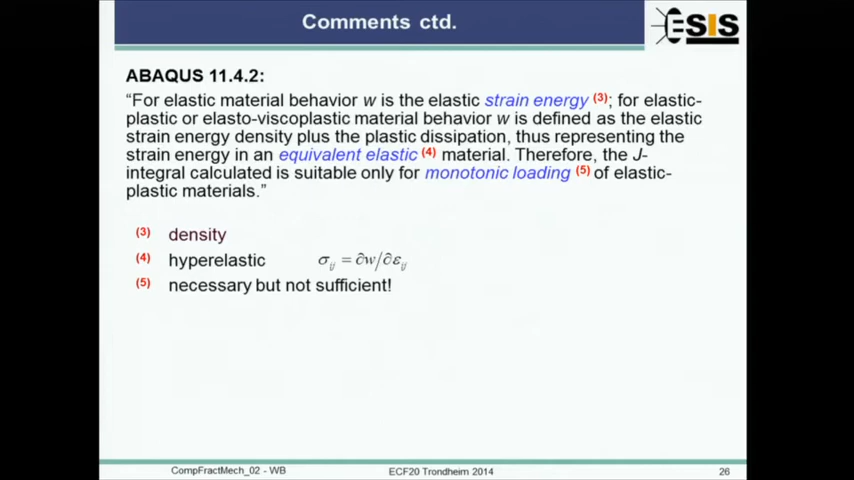 Comments ctd.
ESIS
ABAQUS 11.4.2:
“For elastic material behavior w is the elastic strain energy (3); for elastic-
plastic or elasto-viscoplastic material behavior w is defined as the elastic
strain energy density plus the plastic dissipation, thus representing the
strain energy in an equivalent elastic (4) material. Therefore, the J-
integral calculated is suitable only for monotonic loading (5) of elastic-
plastic materials.”
(3) density
(4) hyperelastic σij = ∂w/∂εij
(5) necessary but not sufficient!
CompFractMech_02 - WB ECF20 Trondheim 2014 26